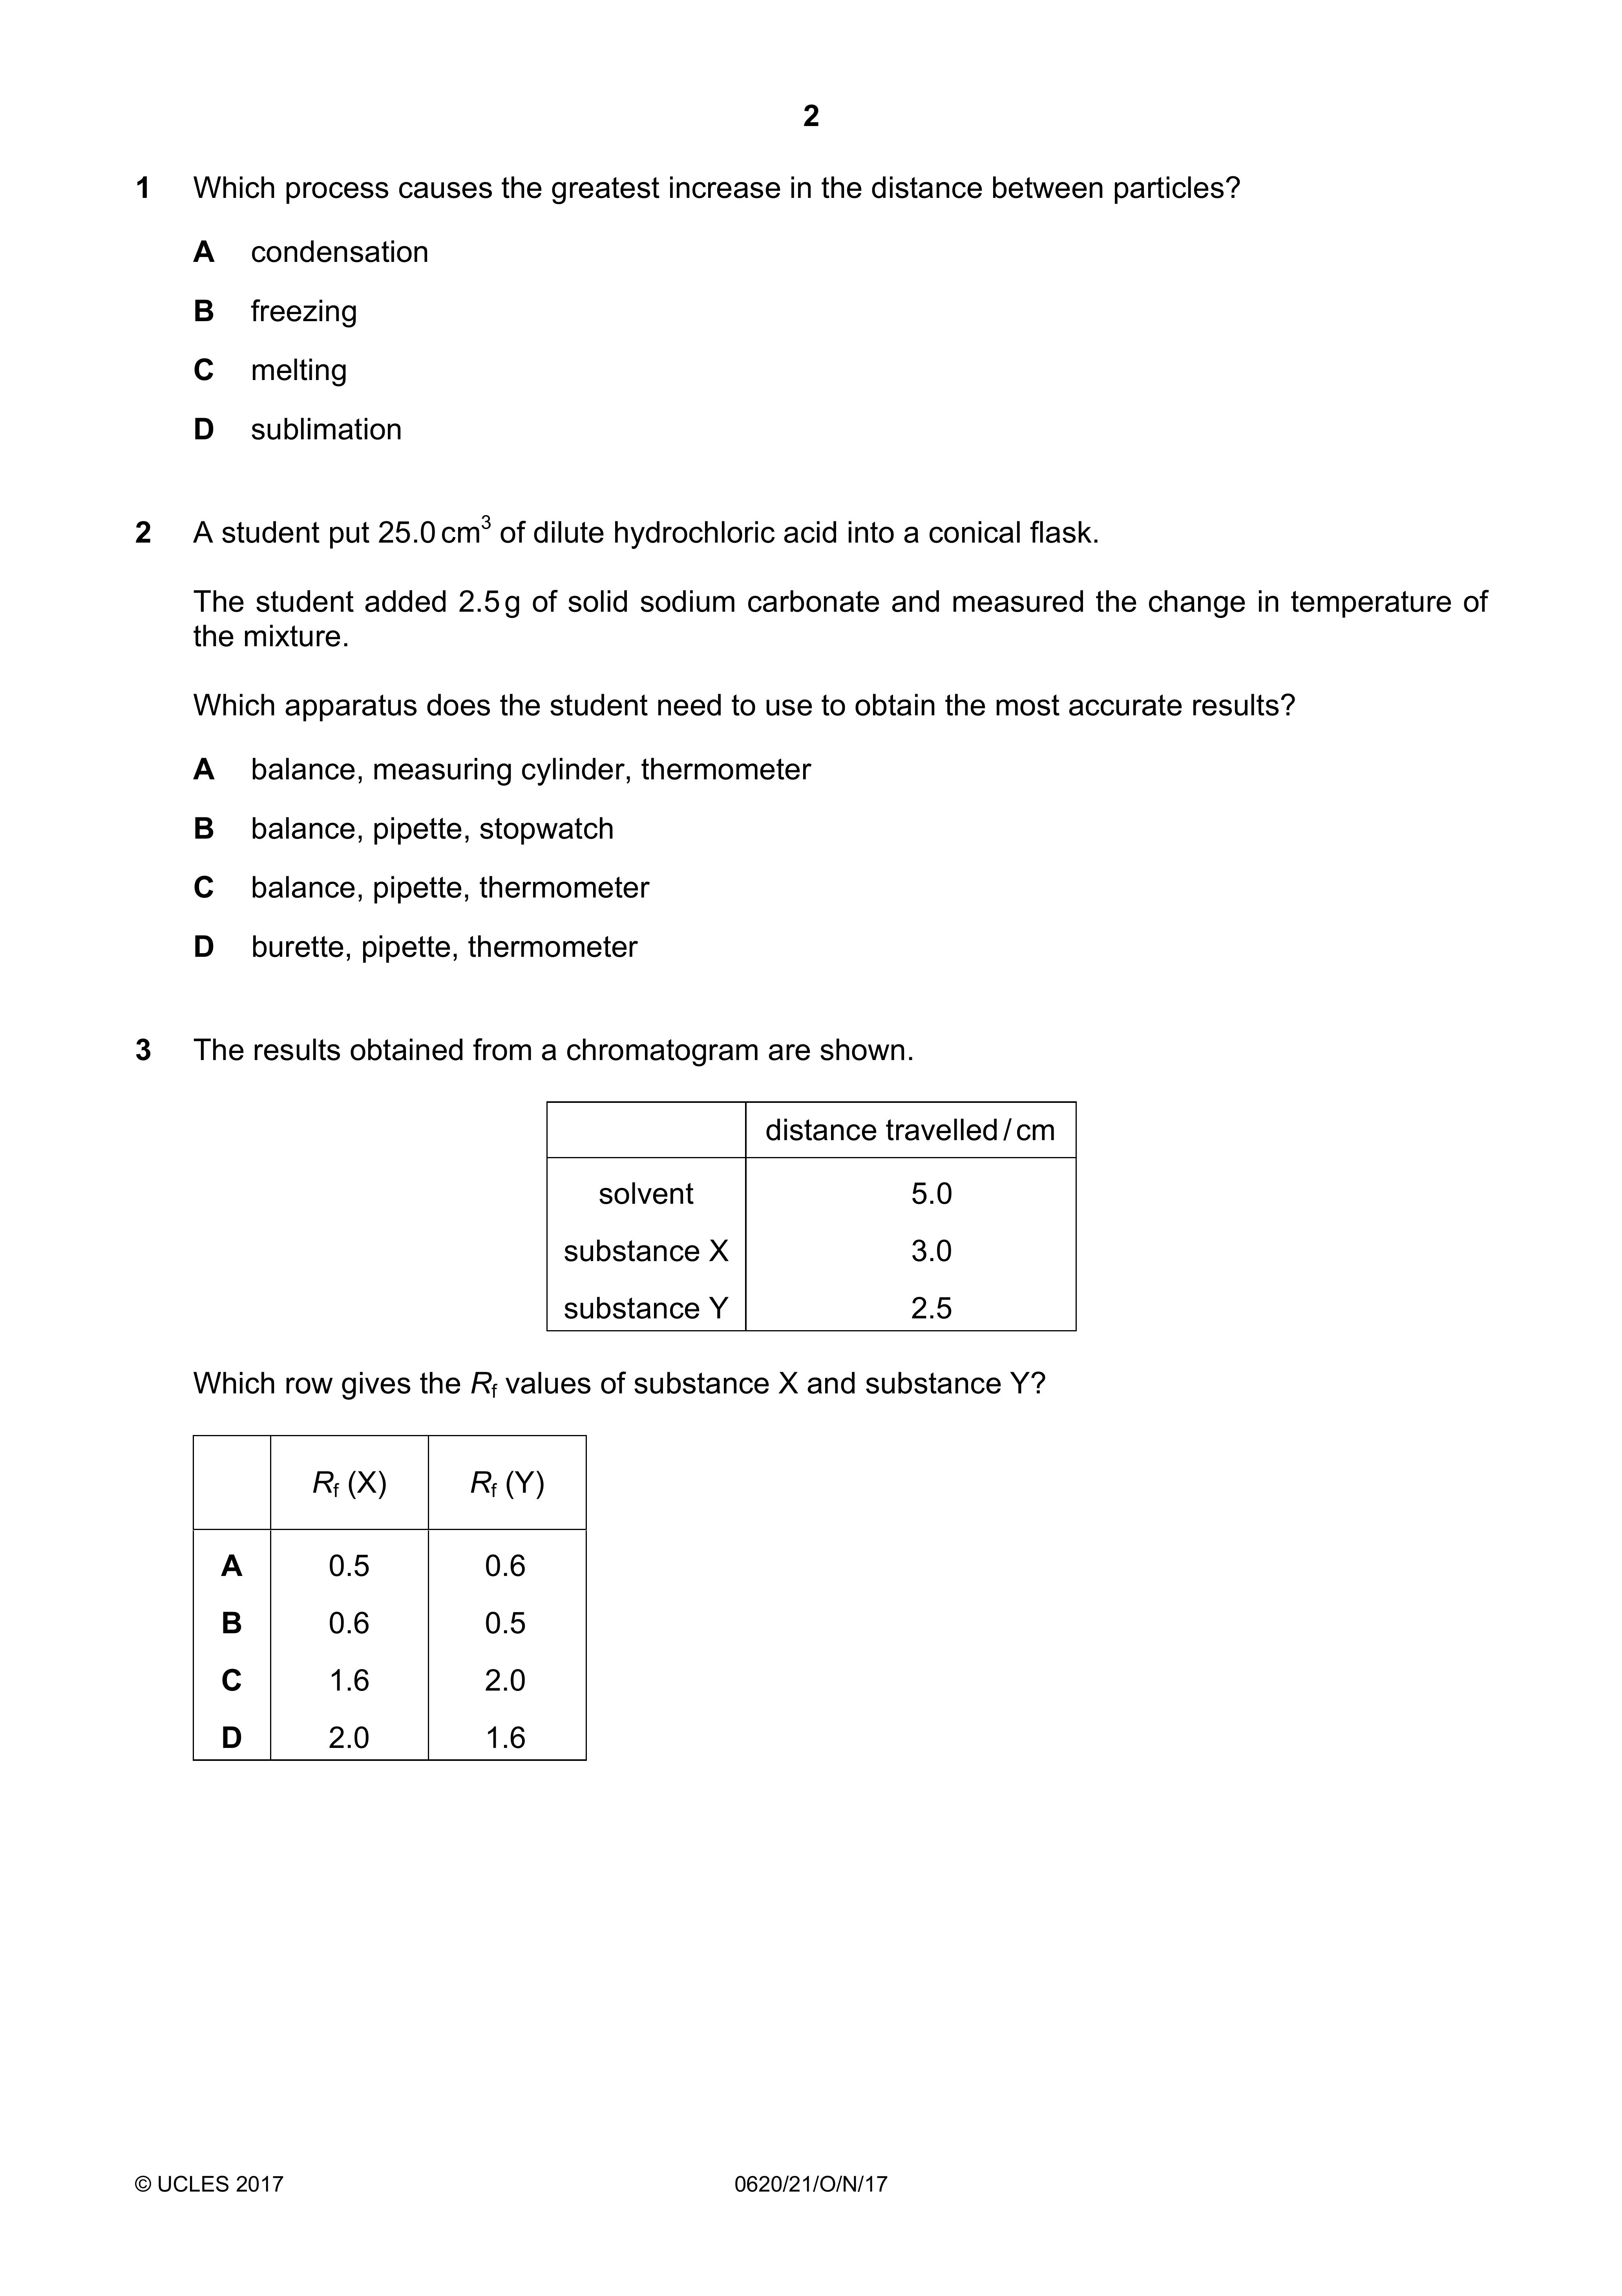 2
1 Which process causes the greatest increase in the distance between particles?
A condensation
B freezing
C melting
D sublimation
2 A student put 25.0 cm³ of dilute hydrochloric acid into a conical flask.
The student added 2.5 g of solid sodium carbonate and measured the change in temperature of
the mixture.
Which apparatus does the student need to use to obtain the most accurate results?
A balance, measuring cylinder, thermometer
B balance, pipette, stopwatch
C balance, pipette, thermometer
D burette, pipette, thermometer
3 The results obtained from a chromatogram are shown.
distance travelled / cm
solvent 5.0
substance X 3.0
substance Y 2.5
Which row gives the Rf values of substance X and substance Y?
Rf (X) Rf (Y)
A 0.5 0.6
B 0.6 0.5
C 1.6 2.0
D 2.0 1.6
© UCLES 2017 0620/21/O/N/17